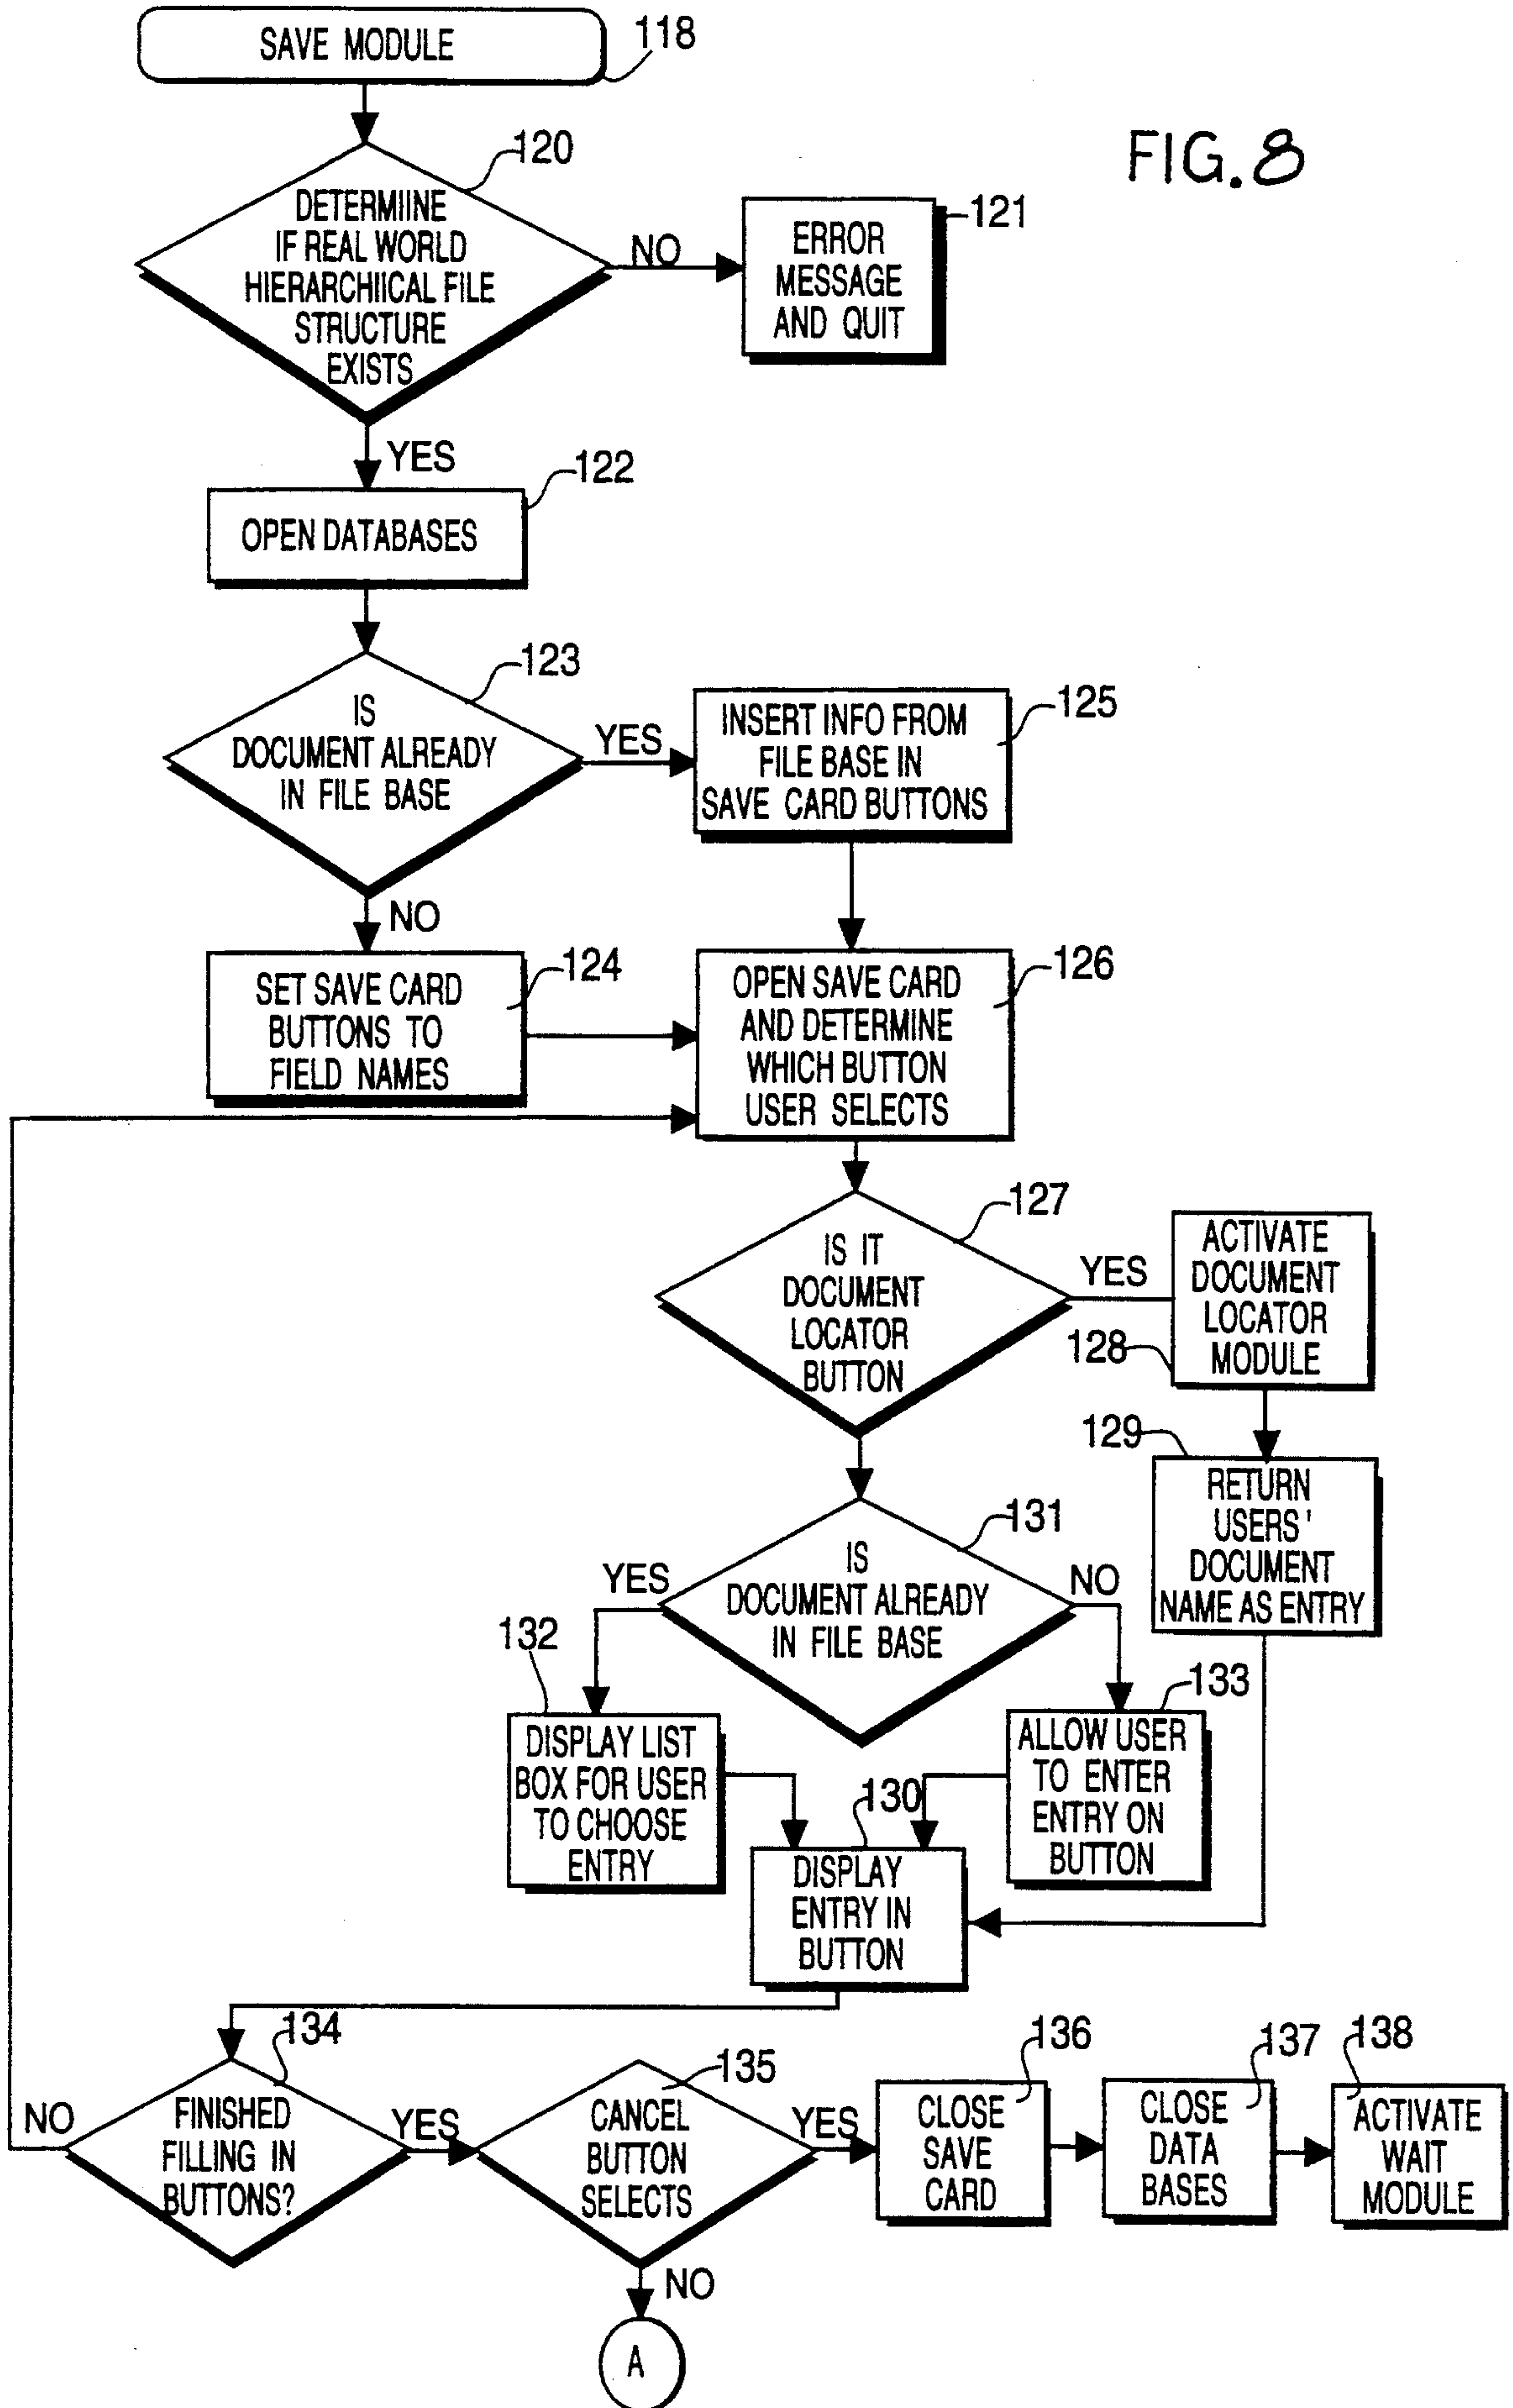 SAVE MODULE
118
FIG. 8
120
DETERMIINE
IF REAL WORLD
HIERARCHIICAL FILE
STRUCTURE
EXISTS
NO
121
ERROR
MESSAGE
AND QUIT
YES
122
OPEN DATABASES
123
IS
DOCUMENT ALREADY
IN FILE BASE
YES
125
INSERT INFO FROM
FILE BASE IN
SAVE CARD BUTTONS
NO
124
SET SAVE CARD
BUTTONS TO
FIELD NAMES
126
OPEN SAVE CARD
AND DETERMINE
WHICH BUTTON
USER SELECTS
127
IS IT
DOCUMENT
LOCATOR
BUTTON
YES
ACTIVATE
DOCUMENT
LOCATOR
MODULE
128
129
RETURN
USERS'
DOCUMENT
NAME AS ENTRY
131
IS
DOCUMENT ALREADY
IN FILE BASE
YES
NO
132
DISPLAY LIST
BOX FOR USER
TO CHOOSE
ENTRY
133
ALLOW USER
TO ENTER
ENTRY ON
BUTTON
130
DISPLAY
ENTRY IN
BUTTON
134
FINISHED
FILLING IN
BUTTONS?
NO
YES
135
CANCEL
BUTTON
SELECTS
YES
136
CLOSE
SAVE
CARD
137
CLOSE
DATA
BASES
138
ACTIVATE
WAIT
MODULE
NO
A